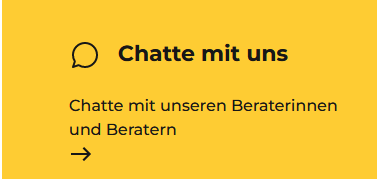 Chatte mit uns
Chatte mit unseren Beraterinnen
und Beratern